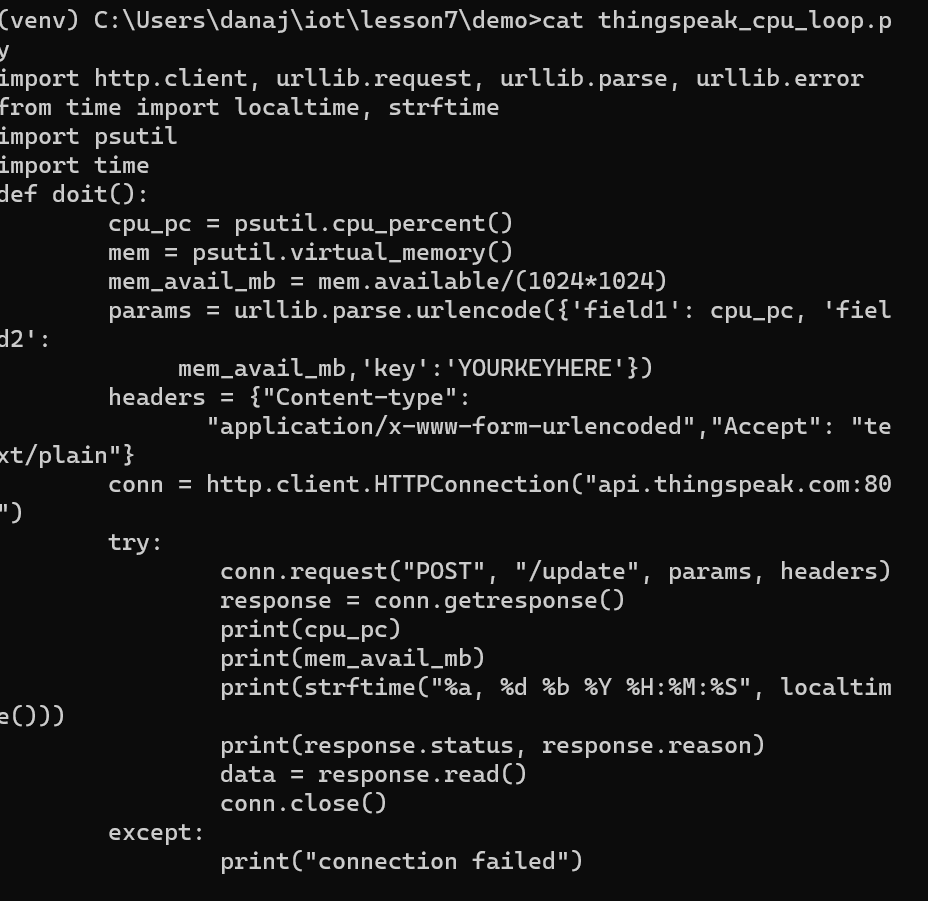 (venv) C:\Users\danaj\iot\lesson7\demo>cat thingspeak_cpu_loop.p
y
import http.client, urllib.request, urllib.parse, urllib.error
from time import localtime, strftime
import psutil
import time
def doit():
        cpu_pc = psutil.cpu_percent()
        mem = psutil.virtual_memory()
        mem_avail_mb = mem.available/(1024*1024)
        params = urllib.parse.urlencode({'field1': cpu_pc, 'fiel
d2':
             mem_avail_mb,'key':'YOURKEYHERE'})
        headers = {"Content-type":
               "application/x-www-form-urlencoded","Accept": "te
xt/plain"}
        conn = http.client.HTTPConnection("api.thingspeak.com:80
")
        try:
                conn.request("POST", "/update", params, headers)
                response = conn.getresponse()
                print(cpu_pc)
                print(mem_avail_mb)
                print(strftime("%a, %d %b %Y %H:%M:%S", localtim
e()))
                print(response.status, response.reason)
                data = response.read()
                conn.close()
        except:
                print("connection failed")